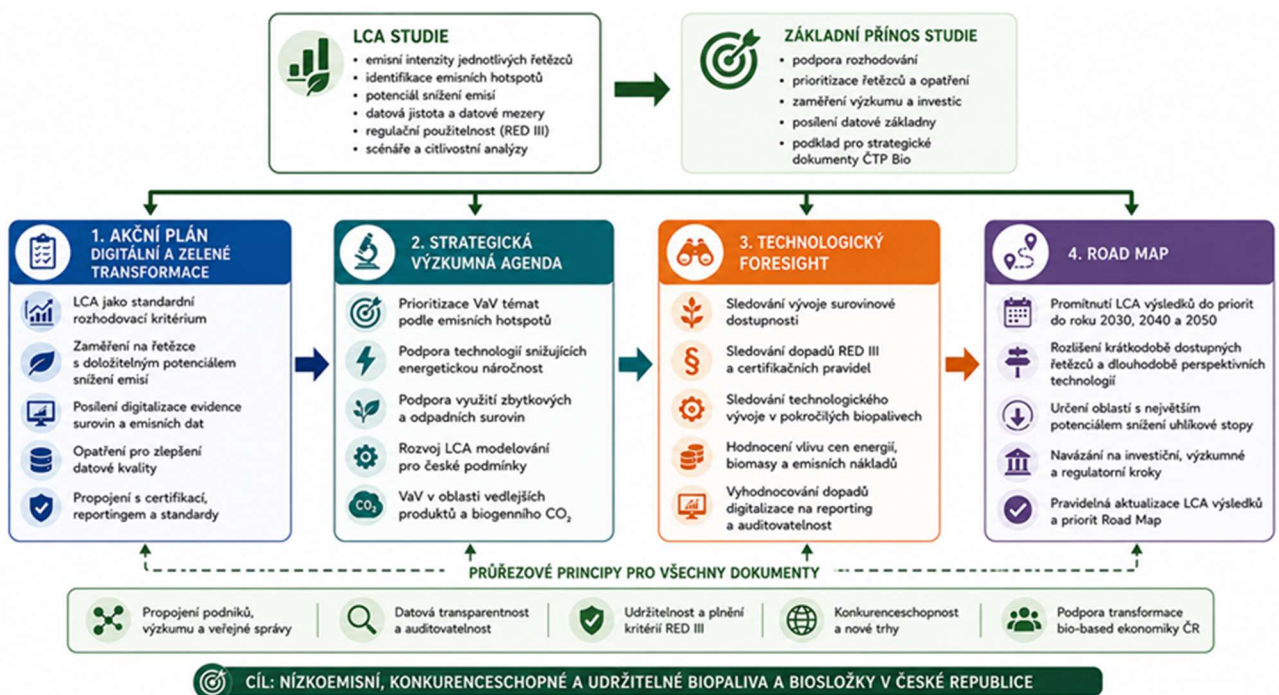 LCA STUDIE
• emisní intenzity jednotlivých řetězců
• identifikace emisních hotspotů
• potenciál snížení emisí
• datová jistota a datové mezery
• regulační použitelnost (RED III)
• scénáře a citlivostní analýzy
ZÁKLADNÍ PŘÍNOS STUDIE
• podpora rozhodování
• prioritizace řetězců a opatření
• zaměření výzkumu a investic
• posílení datové základny
• podklad pro strategické
dokumenty ČTP Bio
1. AKČNÍ PLÁN
DIGITÁLNÍ A ZELENÉ
TRANSFORMACE
LCA jako standardní
rozhodovací kritérium
Zaměření na řetězce
s doložitelným potenciálem
snížení emisí
Posílení digitalizace evidence
surovin a emisních dat
Opatření pro zlepšení
datové kvality
Propojení s certifikací,
reportingem a standardy
2. STRATEGICKÁ
VÝZKUMNÁ AGENDA
Prioritizace VaV témat
podle emisních hotspotů
Podpora technologií snižujících
energetickou náročnost
Podpora využití zbytkových
a odpadních surovin
Rozvoj LCA modelování
pro české podmínky
CO₂
VaV v oblasti vedlejších
produktů a biogenního CO₂
3. TECHNOLOGICKÝ
FORESIGHT
Sledování vývoje surovinové
dostupnosti
§
Sledování dopadů RED III
a certifikačních pravidel
Sledování technologického
vývoje v pokročilých biopalivech
Hodnocení vlivu cen energií,
biomasy a emisních nákladů
Vyhodnocování dopadů
digitalizace na reporting
a auditovatelnost
4. ROAD MAP
Promítnutí LCA výsledků do priorit
do roku 2030, 2040 a 2050
Rozlišení krátkodobě dostupných
řetězců a dlouhodobě perspektivních
technologií
Určení oblastí s největším
potenciálem snížení uhlíkové stopy
Navázání na investiční, výzkumné
a regulatorní kroky
Pravidelná aktualizace LCA výsledků
a priorit Road Map
PRŮŘEZOVÉ PRINCIPY PRO VŠECHNY DOKUMENTY
Propojení podniků,
výzkumu a veřejné správy
Datová transparentnost
a auditovatelnost
Udržitelnost a plnění
kritérií RED III
Konkurenceschopnost
a nové trhy
Podpora transformace
bio-based ekonomiky ČR
CÍL: NÍZKOEMISNÍ, KONKURENCESCHOPNÉ A UDRŽITELNÉ BIOPALIVA A BIOSLOŽKY V ČESKÉ REPUBLICE